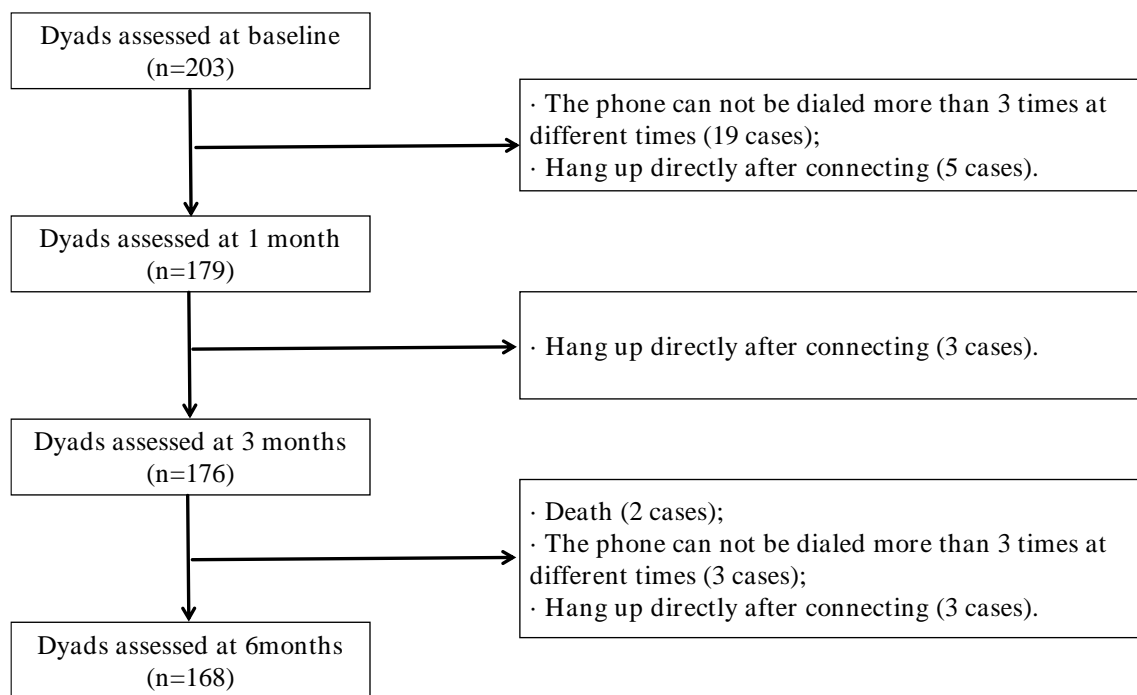 Dyads assessed at baseline
(n=203)
· The phone can not be dialed more than 3 times at
different times (19 cases);
· Hang up directly after connecting (5 cases).
Dyads assessed at 1 month
(n=179)
· Hang up directly after connecting (3 cases).
Dyads assessed at 3 months
(n=176)
· Death (2 cases);
· The phone can not be dialed more than 3 times at
different times (3 cases);
· Hang up directly after connecting (3 cases).
Dyads assessed at 6months
(n=168)